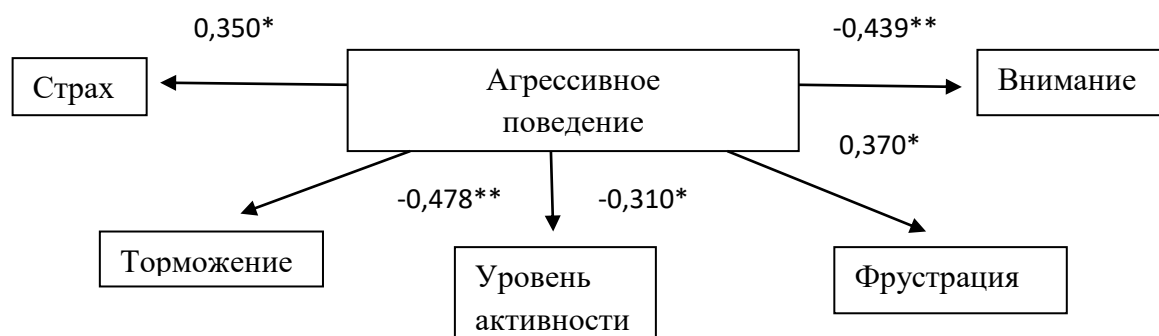 0,350*
-0,439**
Страх
Агрессивное
поведение
Внимание
0,370*
-0,478**
-0,310*
Торможение
Уровень
активности
Фрустрация